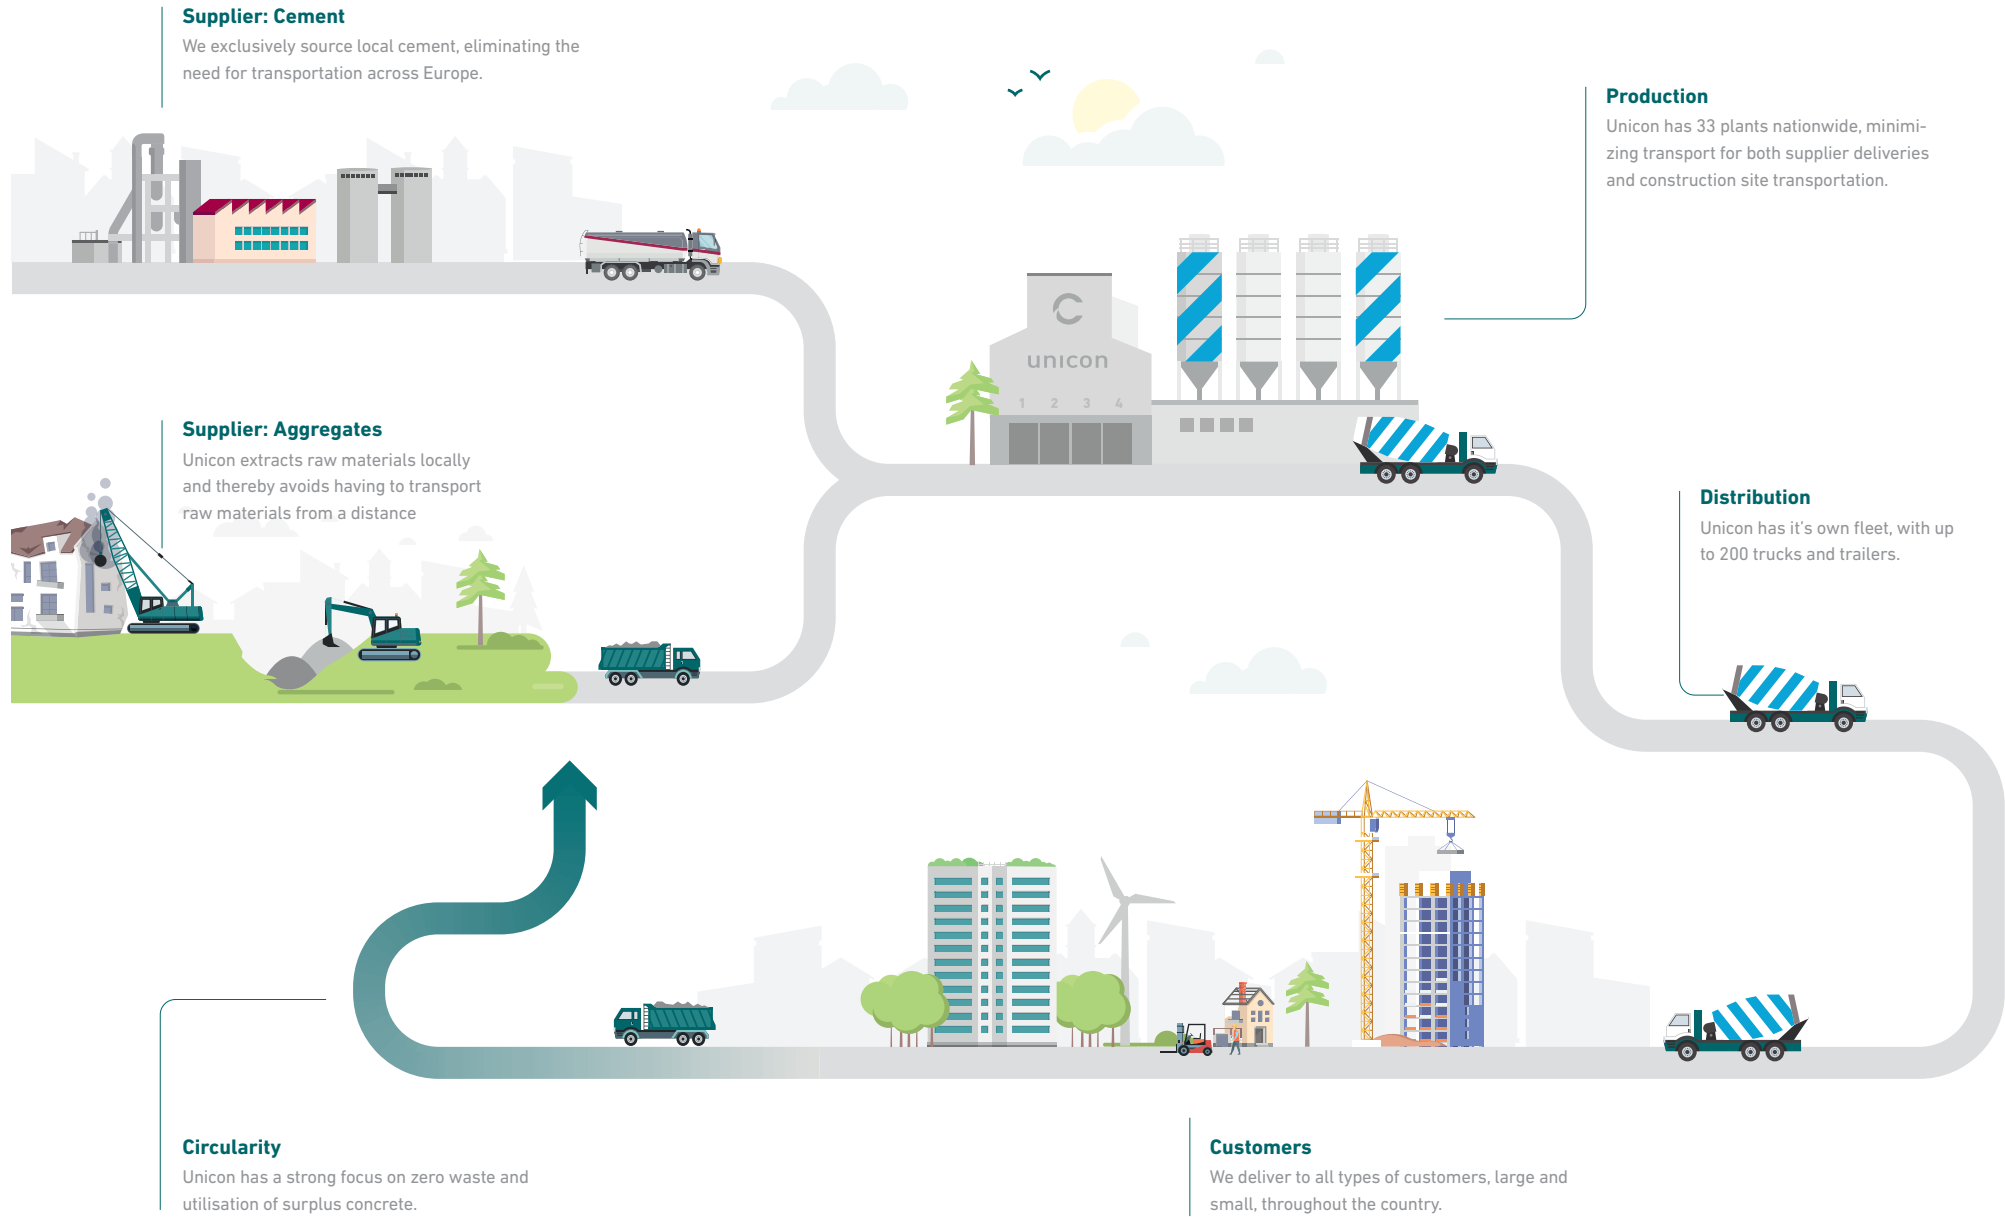 Supplier: Cement
We exclusively source local cement, eliminating the
need for transportation across Europe.
Production
Unicon has 33 plants nationwide, minimi-
zing transport for both supplier deliveries
and construction site transportation.
unicon
1 2 3 4
Supplier: Aggregates
Unicon extracts raw materials locally
and thereby avoids having to transport
raw materials from a distance
Distribution
Unicon has it's own fleet, with up
to 200 trucks and trailers.
Circularity
Unicon has a strong focus on zero waste and
utilisation of surplus concrete.
Customers
We deliver to all types of customers, large and
small, throughout the country.